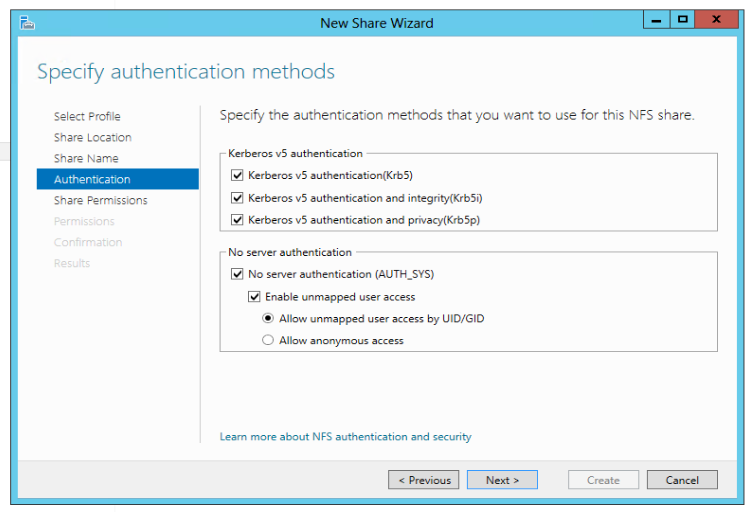 New Share Wizard
Specify authentication methods
Select Profile
Share Location
Share Name
Authentication
Share Permissions
Permissions
Confirmation
Results
Specify the authentication methods that you want to use for this NFS share.
Kerberos v5 authentication
Kerberos v5 authentication(Krb5)
Kerberos v5 authentication and integrity(Krb5i)
Kerberos v5 authentication and privacy(Krb5p)
No server authentication
No server authentication (AUTH_SYS)
Enable unmapped user access
Allow unmapped user access by UID/GID
Allow anonymous access
Learn more about NFS authentication and security
< Previous Next > Create Cancel